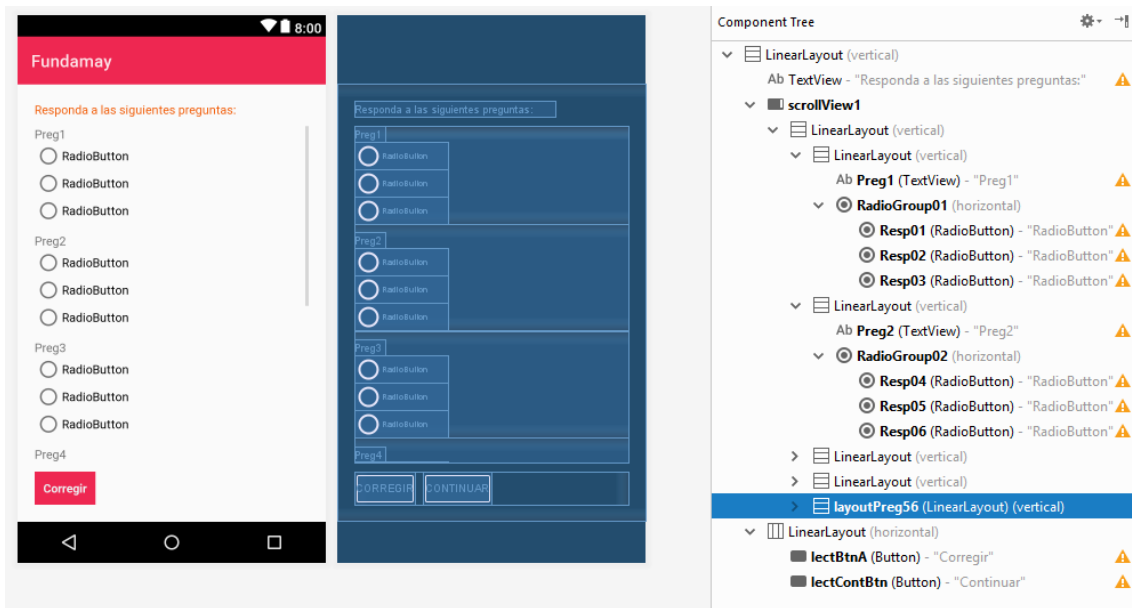 8:00
Fundamay
Responda a las siguientes preguntas:
Preg1
RadioButton
RadioButton
RadioButton
Preg2
RadioButton
RadioButton
RadioButton
Preg3
RadioButton
RadioButton
RadioButton
Preg4
Corregir
Responda a las siguientes preguntas:
Preg1
RadioButton
RadioButton
RadioButton
Preg2
RadioButton
RadioButton
RadioButton
Preg3
RadioButton
RadioButton
RadioButton
Preg4
CORREGIR CONTINUAR
Component Tree
LinearLayout (vertical)
Ab TextView - "Responda a las siguientes preguntas:"
scrollView1
LinearLayout (vertical)
LinearLayout (vertical)
Ab Preg1 (TextView) - "Preg1"
RadioGroup01 (horizontal)
Resp01 (RadioButton) - "RadioButton"
Resp02 (RadioButton) - "RadioButton"
Resp03 (RadioButton) - "RadioButton"
LinearLayout (vertical)
Ab Preg2 (TextView) - "Preg2"
RadioGroup02 (horizontal)
Resp04 (RadioButton) - "RadioButton"
Resp05 (RadioButton) - "RadioButton"
Resp06 (RadioButton) - "RadioButton"
LinearLayout (vertical)
LinearLayout (vertical)
layoutPreg56 (LinearLayout) (vertical)
LinearLayout (horizontal)
lectBtnA (Button) - "Corregir"
lectContBtn (Button) - "Continuar"